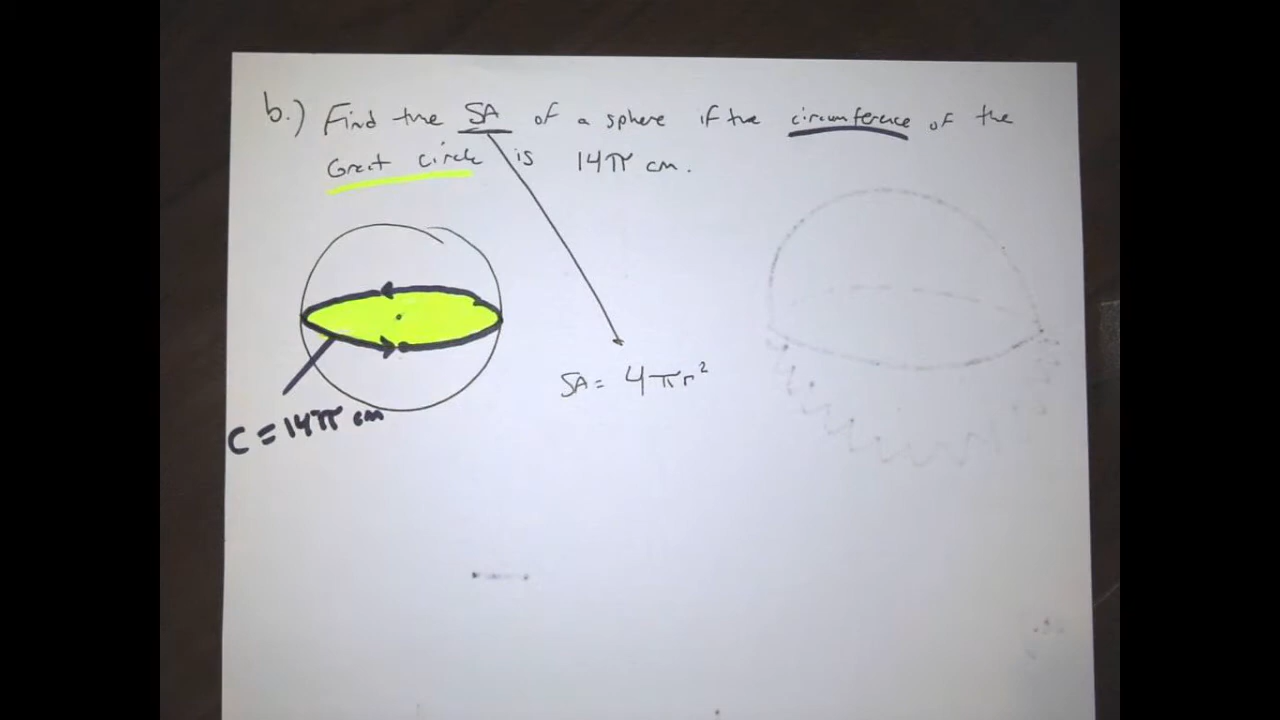 b.) Find the SA of a sphere if the circumference of the
Great Circle is 14π cm.
SA = 4πr²
C = 14π cm